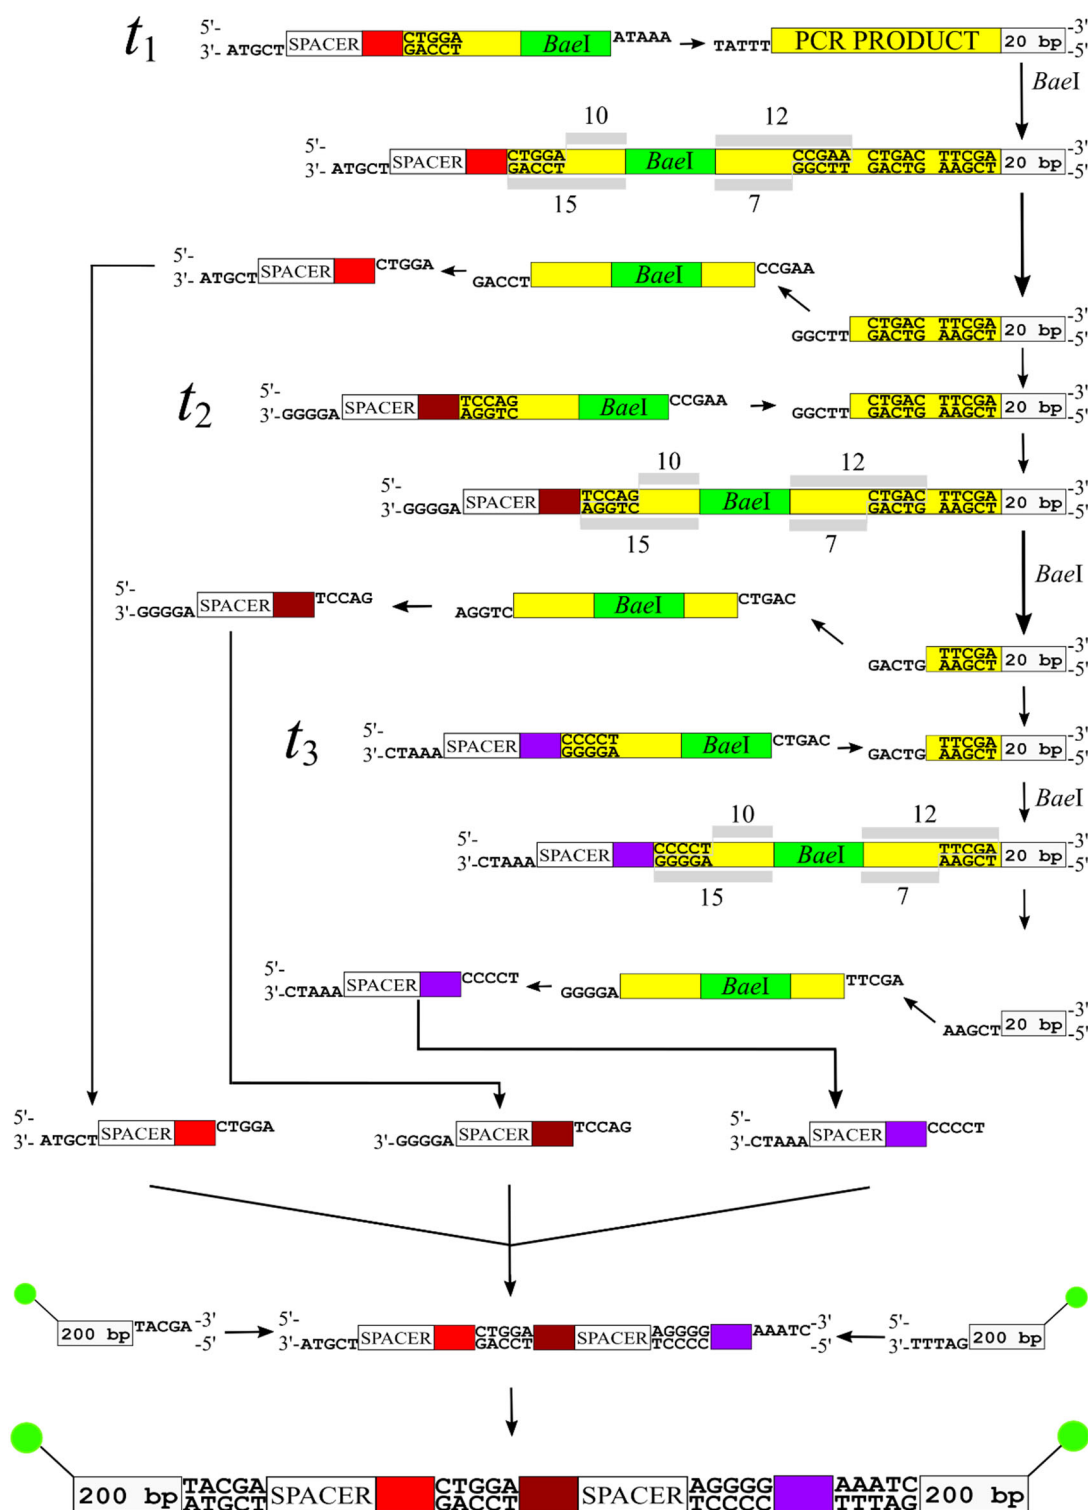 t1
5'-
3'- ATGCT SPACER CTGGA BaeI ATAAA
GACCT
TATTT PCR PRODUCT 20 bp -3'
-5'
BaeI
10 12
5'-
3'- ATGCT SPACER CTGGA BaeI CCGAA CTGAC TTCGA 20 bp -3'
GACCT GGCTT GACTG AAGCT -5'
15 7
5'-
3'- ATGCT SPACER CTGGA
GACCT BaeI CCGAA
GGCTT CTGAC TTCGA 20 bp -3'
GACTG AAGCT -5'
t2
5'-
3'-GGGGA SPACER TCCAG BaeI CCGAA
AGGTC
GGCTT CTGAC TTCGA 20 bp -3'
GACTG AAGCT -5'
10 12
5'-
3'-GGGGA SPACER TCCAG BaeI CTGAC TTCGA 20 bp -3'
AGGTC GACTG AAGCT -5'
15 7
BaeI
5'-
3'-GGGGA SPACER TCCAG
AGGTC BaeI CTGAC
GACTG TTCGA 20 bp -3'
AAGCT -5'
t3
5'-
3'-CTAAA SPACER CCCCT BaeI CTGAC
GGGGA
GACTG TTCGA 20 bp -3'
AAGCT -5'
BaeI
10 12
5'-
3'-CTAAA SPACER CCCCT BaeI TTCGA 20 bp -3'
GGGGA AAGCT -5'
15 7
5'-
3'-CTAAA SPACER CCCCT
GGGGA BaeI TTCGA
AAGCT 20 bp -3'
-5'
5'-
3'- ATGCT SPACER CTGGA
5'-
3'-GGGGA SPACER TCCAG
5'-
3'-CTAAA SPACER CCCCT
200 bp TACGA -3'
-5'
5'-
3'-ATGCT SPACER CTGGA SPACER AGGGG AAATC -3'
GACCT TCCCC -5'
5'-
3'-TTTAG 200 bp
200 bp TACGA SPACER CTGGA SPACER AGGGG AAATC 200 bp
ATGCT GACCT TCCCC TTTAG